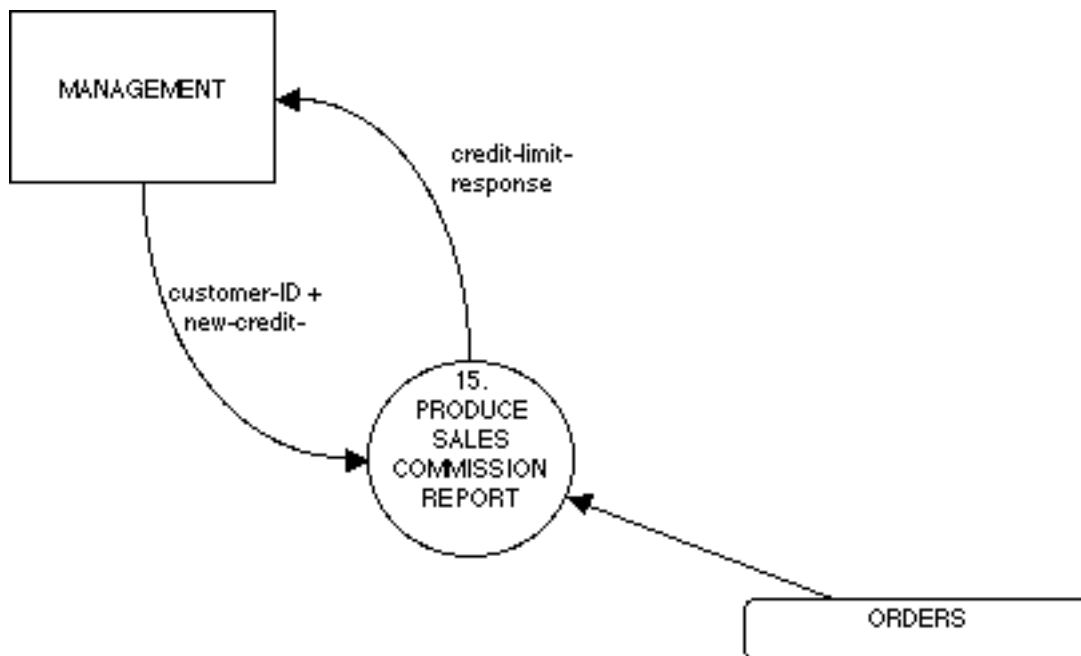 MANAGEMENT
credit-limit-
response
customer-ID +
new-credit-
15.
PRODUCE
SALES
COMMISSION
REPORT
ORDERS